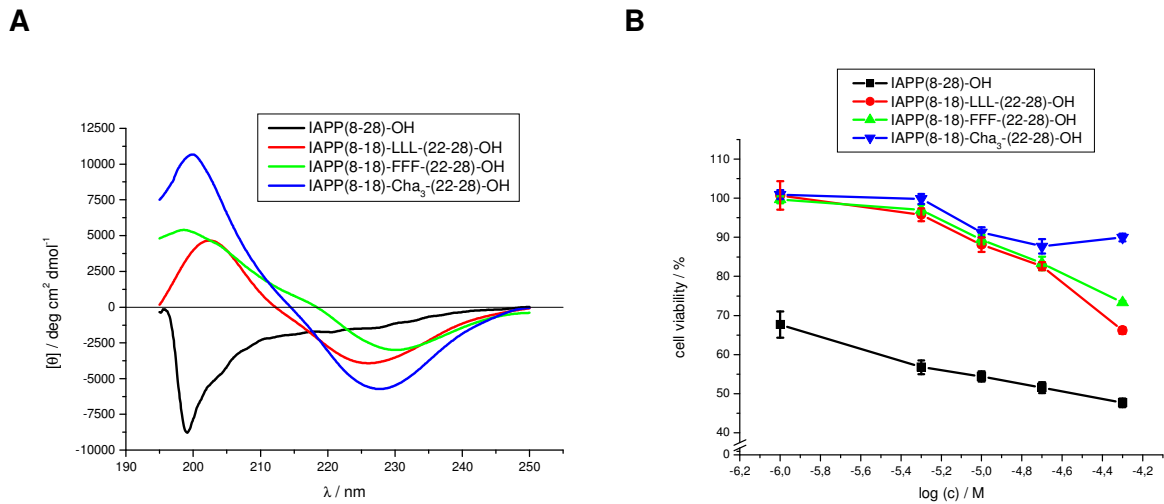 A
B
IAPP(8-28)-OH
IAPP(8-18)-LLL-(22-28)-OH
IAPP(8-18)-FFF-(22-28)-OH
IAPP(8-18)-Cha₃-(22-28)-OH
12500
10000
7500
5000
2500
0
-2500
-5000
-7500
-10000
[θ] / deg cm² dmol⁻¹
190 200 210 220 230 240 250
λ / nm
IAPP(8-28)-OH
IAPP(8-18)-LLL-(22-28)-OH
IAPP(8-18)-FFF-(22-28)-OH
IAPP(8-18)-Cha₃-(22-28)-OH
110
100
90
80
70
60
50
40
0
cell viability / %
-6,2 -6,0 -5,8 -5,6 -5,4 -5,2 -5,0 -4,8 -4,6 -4,4 -4,2
log (c) / M